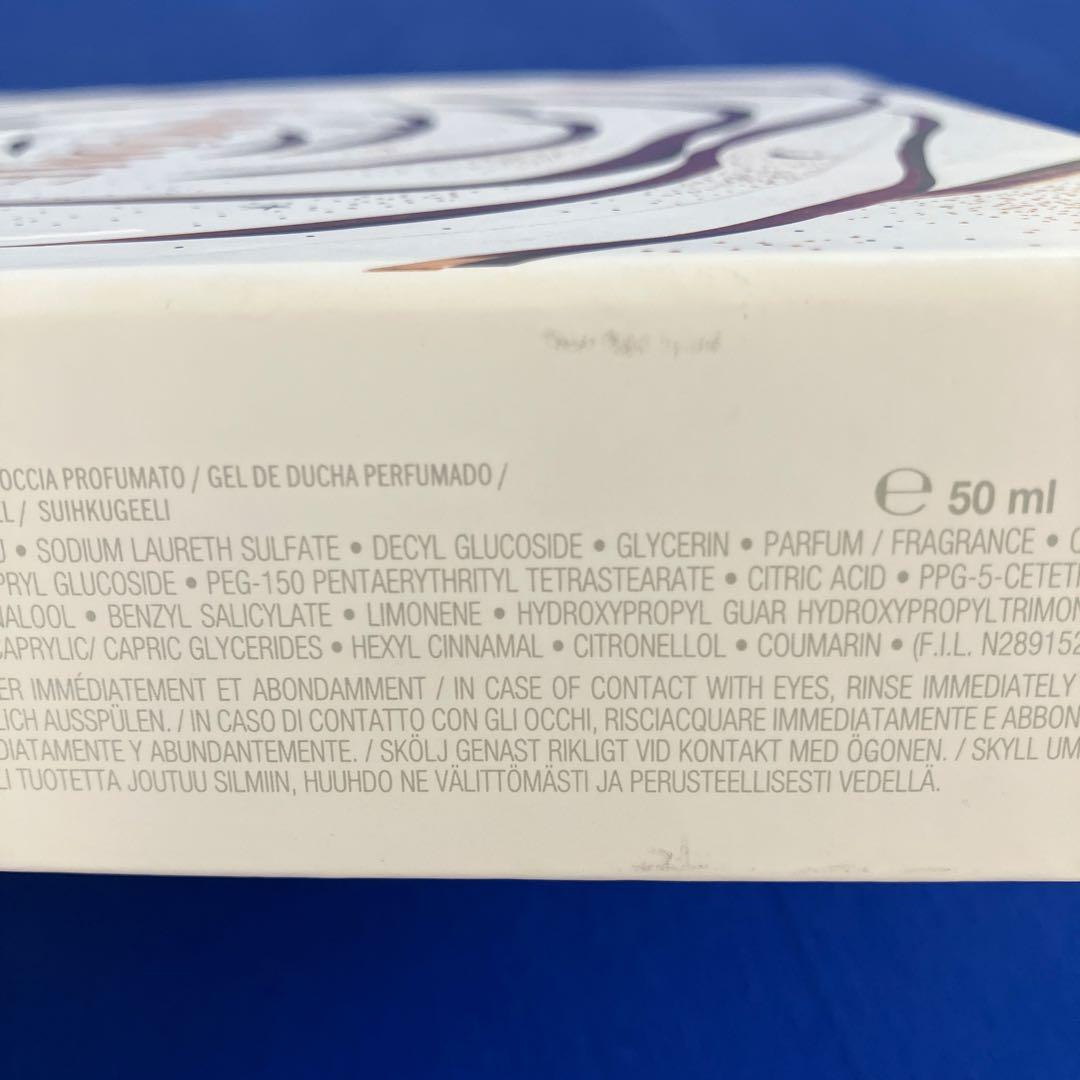 OCCIA PROFUMATO / GEL DE DUCHA PERFUMADO /
EL / SUIHKUGEELI
℮ 50 ml
U • SODIUM LAURETH SULFATE • DECYL GLUCOSIDE • GLYCERIN • PARFUM / FRAGRANCE • C
PRYL GLUCOSIDE • PEG-150 PENTAERYTHRITYL TETRASTEARATE • CITRIC ACID • PPG-5-CETET
NALOOL • BENZYL SALICYLATE • LIMONENE • HYDROXYPROPYL GUAR HYDROXYPROPYLTRIMON
CAPRYLIC/ CAPRIC GLYCERIDES • HEXYL CINNAMAL • CITRONELLOL • COUMARIN • (F.I.L. N289152
ER IMMÉDIATEMENT ET ABONDAMMENT / IN CASE OF CONTACT WITH EYES, RINSE IMMEDIATELY
LICH AUSSPÜLEN. / IN CASO DI CONTATTO CON GLI OCCHI, RISCIACQUARE IMMEDIATAMENTE E ABBON
DIATAMENTE Y ABUNDANTEMENTE. / SKÖLJ GENAST RIKLIGT VID KONTAKT MED ÖGONEN. / SKYLL UM
LI TUOTETTA JOUTUU SILMIIN, HUUHDO NE VÄLITTÖMÄSTI JA PERUSTEELLISESTI VEDELLÄ.